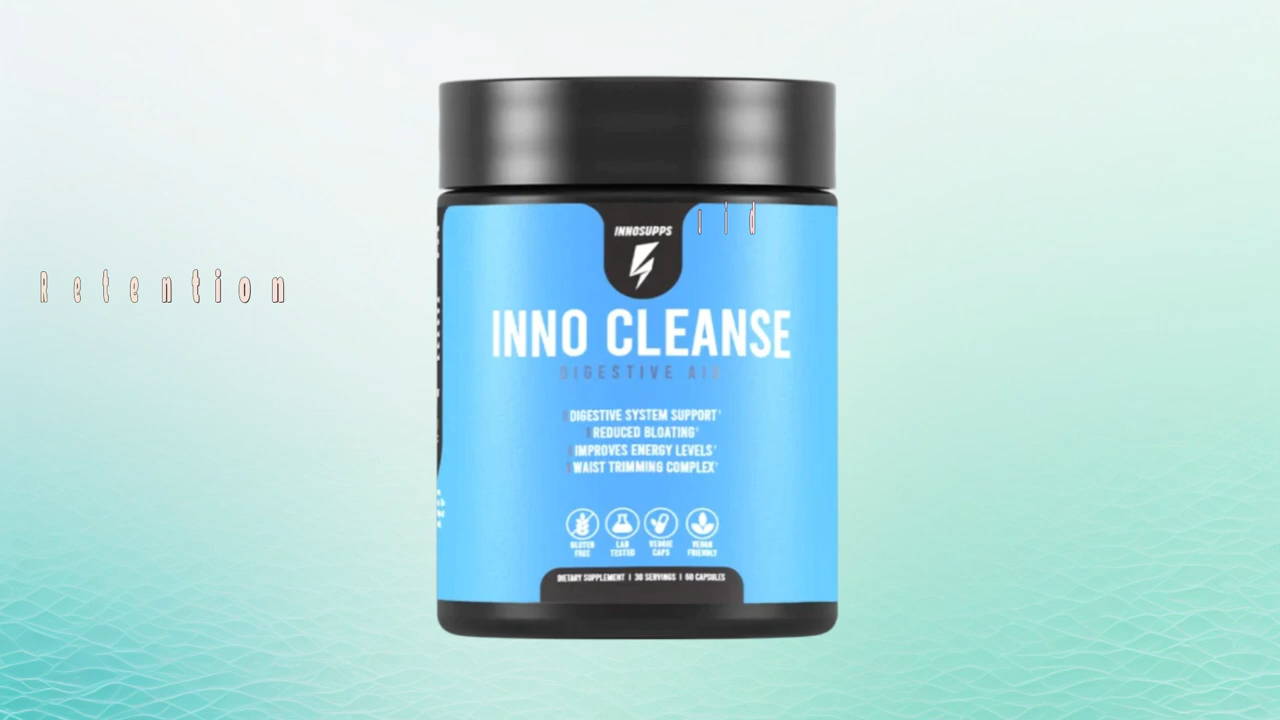 INNOSUPPS
Retention
INNO CLEANSE
DIGESTIVE AID
DIGESTIVE SYSTEM SUPPORT
REDUCED BLOATING
IMPROVES ENERGY LEVELS
WAIST TRIMMING COMPLEX
GLUTEN FREE
LAB TESTED
VEGGIE CAPS
VEGAN FRIENDLY
DIETARY SUPPLEMENT | 30 SERVINGS | 60 CAPSULES